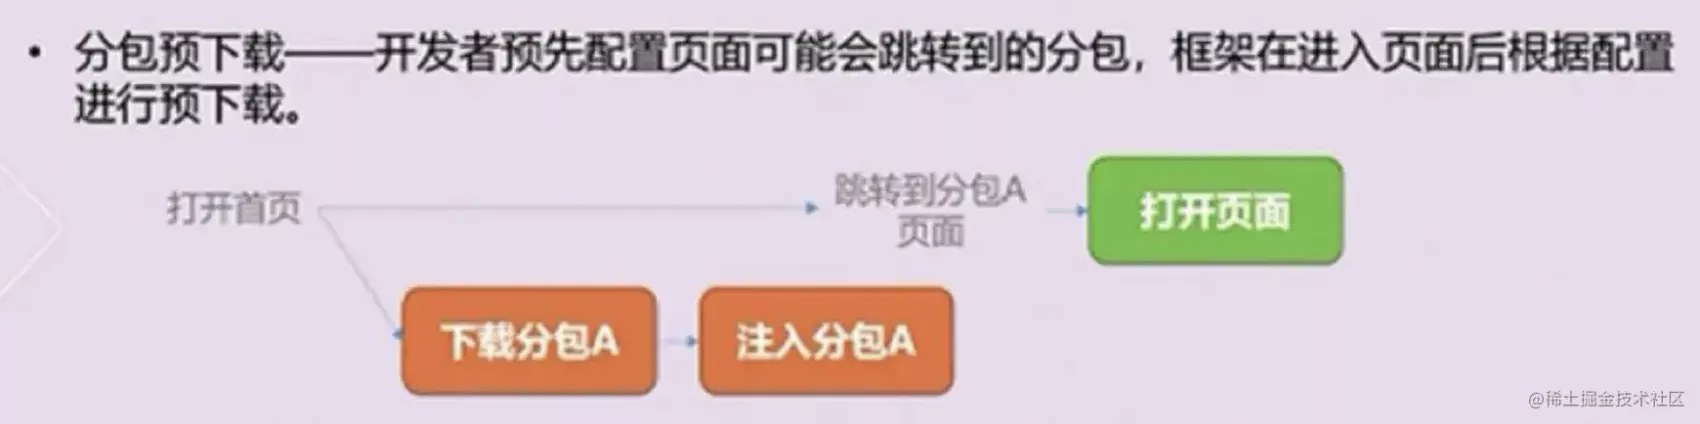 • 分包预下载——开发者预先配置页面可能会跳转到的分包，框架在进入页面后根据配置
进行预下载。
打开首页
跳转到分包A
页面
打开页面
下载分包A
注入分包A
@稀土掘金技术社区